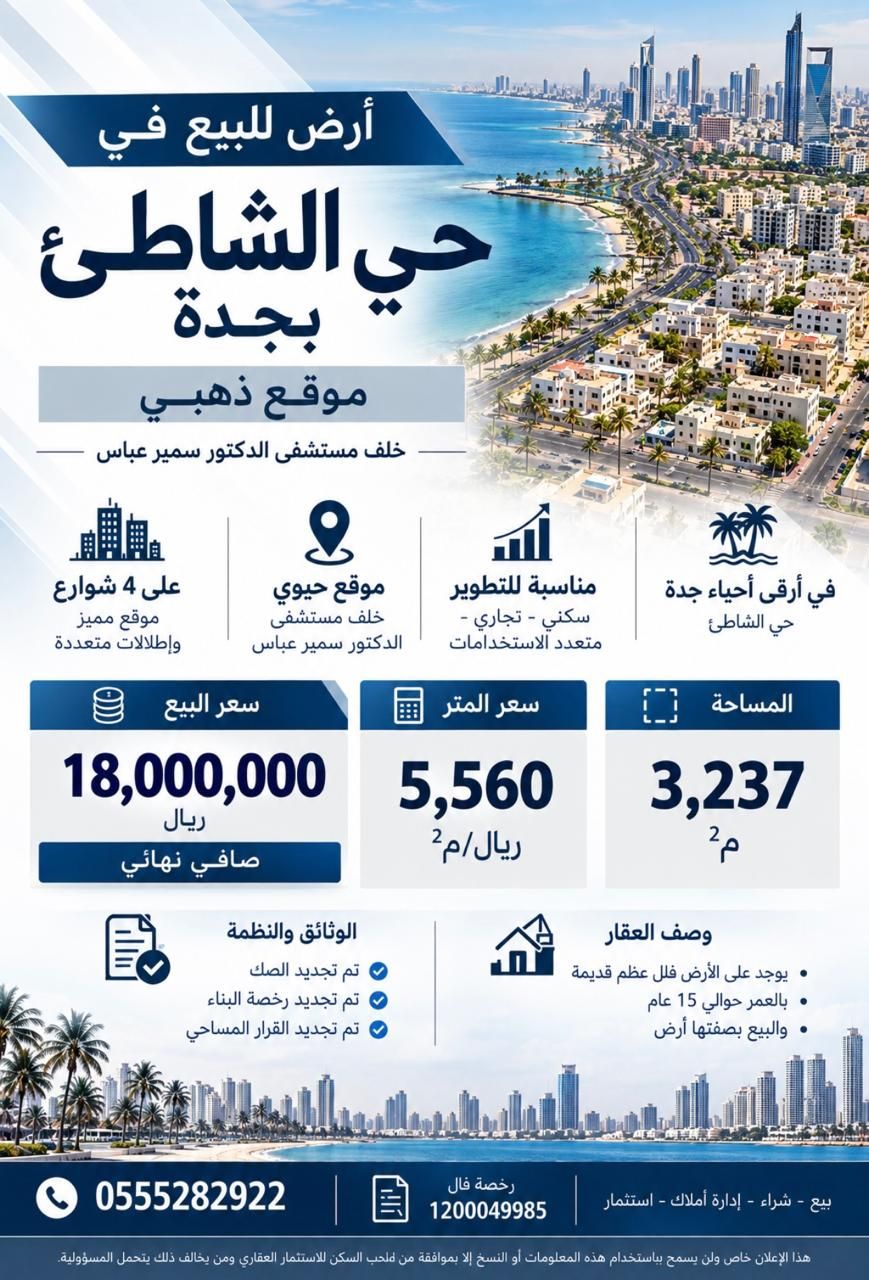 أرض للبيع في
حي الشاطئ
بجدة
موقع ذهبي
خلف مستشفى الدكتور سمير عباس
في أرقى أحياء جدة
حي الشاطئ
مناسبة للتطوير
سكني - تجاري -
متعدد الاستخدامات
موقع حيوي
خلف مستشفى
الدكتور سمير عباس
على 4 شوارع
موقع مميز
وإطلالات متعددة
المساحة
3,237
م²
سعر المتر
5,560
ريال/م²
سعر البيع
18,000,000
ريال
صافي نهائي
وصف العقار
• يوجد على الأرض فلل عظم قديمة
• بالعمر حوالي 15 عام
• والبيع بصفتها أرض
الوثائق والنظمة
تم تجديد الصك
تم تجديد رخصة البناء
تم تجديد القرار المساحي
بيع - شراء - إدارة أملاك - استثمار
رخصة فال
1200049985
0555282922
هذا الإعلان خاص ولن يسمح بباستخدام هذه المعلومات أو النسخ إلا بموافقة من السكن للاستثمار العقاري ومن يخالف ذلك يتحمل المسؤولية.